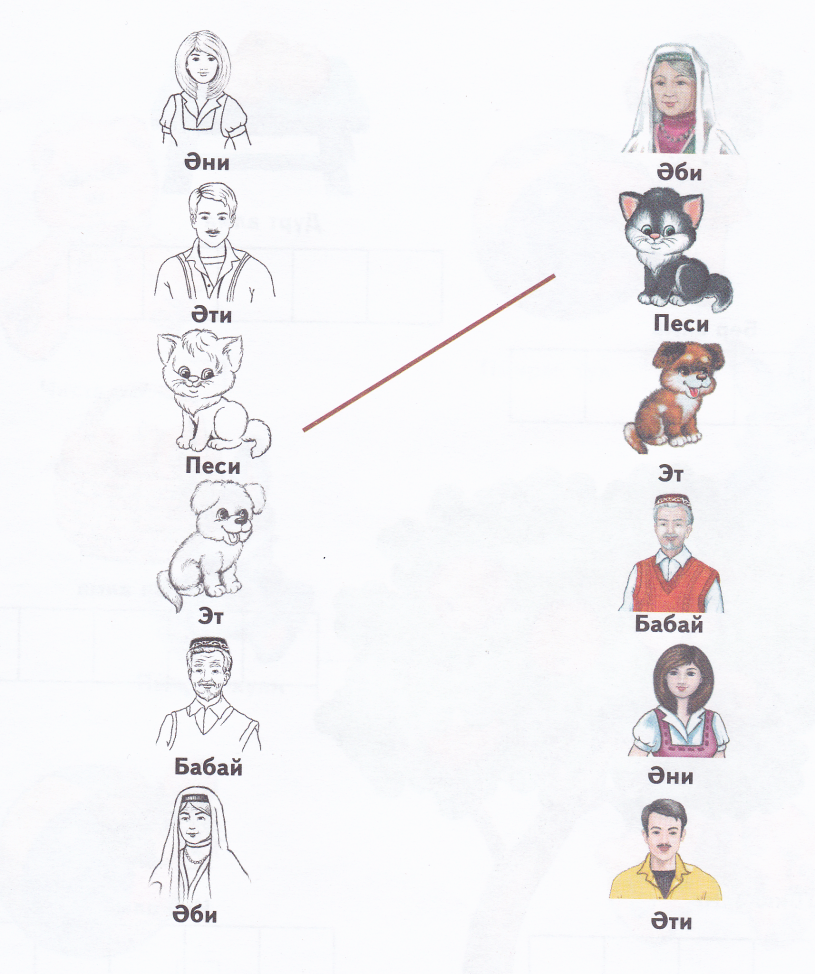 Әни
Әти
Песи
Эт
Бабай
Әби
Әби
Песи
Эт
Бабай
Әни
Әти